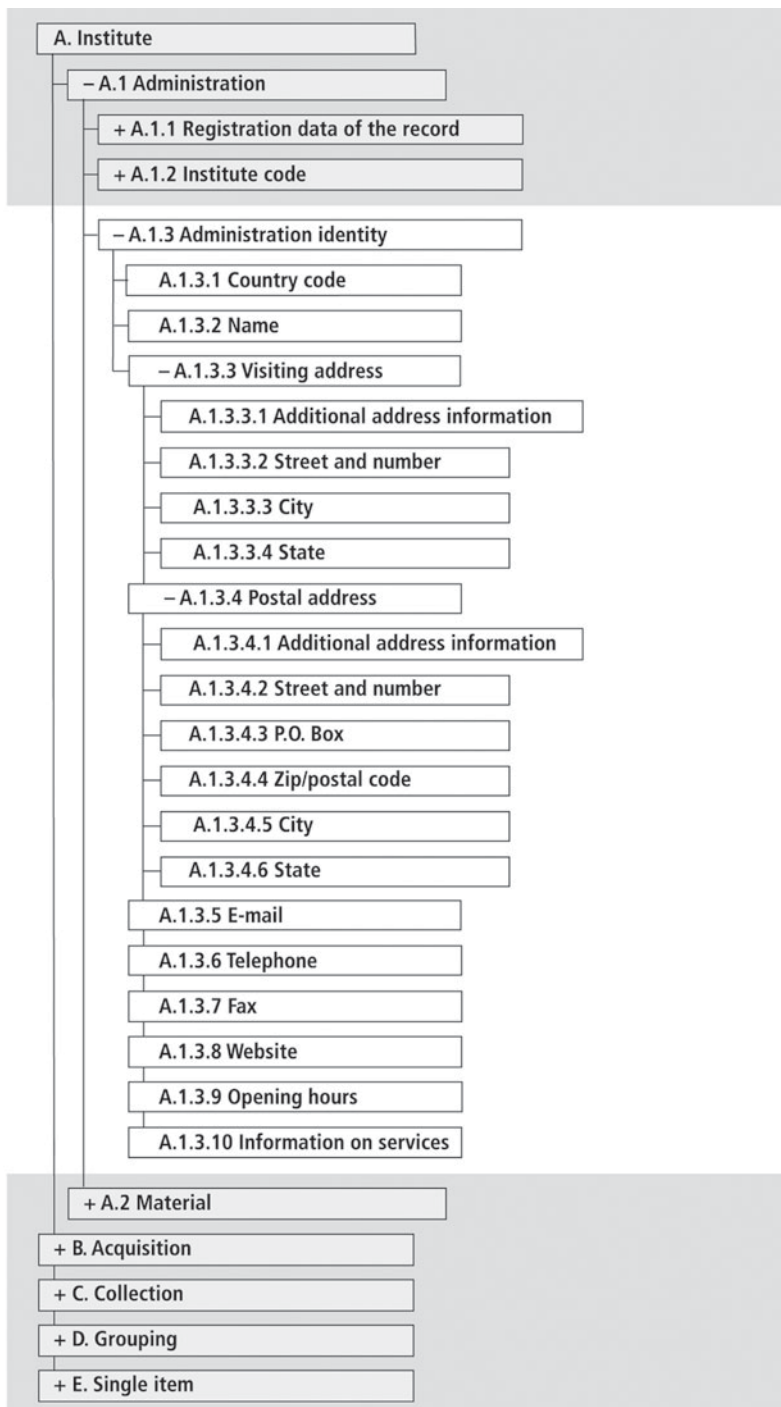 A. Institute
– A.1 Administration
+ A.1.1 Registration data of the record
+ A.1.2 Institute code
– A.1.3 Administration identity
A.1.3.1 Country code
A.1.3.2 Name
– A.1.3.3 Visiting address
A.1.3.3.1 Additional address information
A.1.3.3.2 Street and number
A.1.3.3.3 City
A.1.3.3.4 State
– A.1.3.4 Postal address
A.1.3.4.1 Additional address information
A.1.3.4.2 Street and number
A.1.3.4.3 P.O. Box
A.1.3.4.4 Zip/postal code
A.1.3.4.5 City
A.1.3.4.6 State
A.1.3.5 E-mail
A.1.3.6 Telephone
A.1.3.7 Fax
A.1.3.8 Website
A.1.3.9 Opening hours
A.1.3.10 Information on services
+ A.2 Material
+ B. Acquisition
+ C. Collection
+ D. Grouping
+ E. Single item